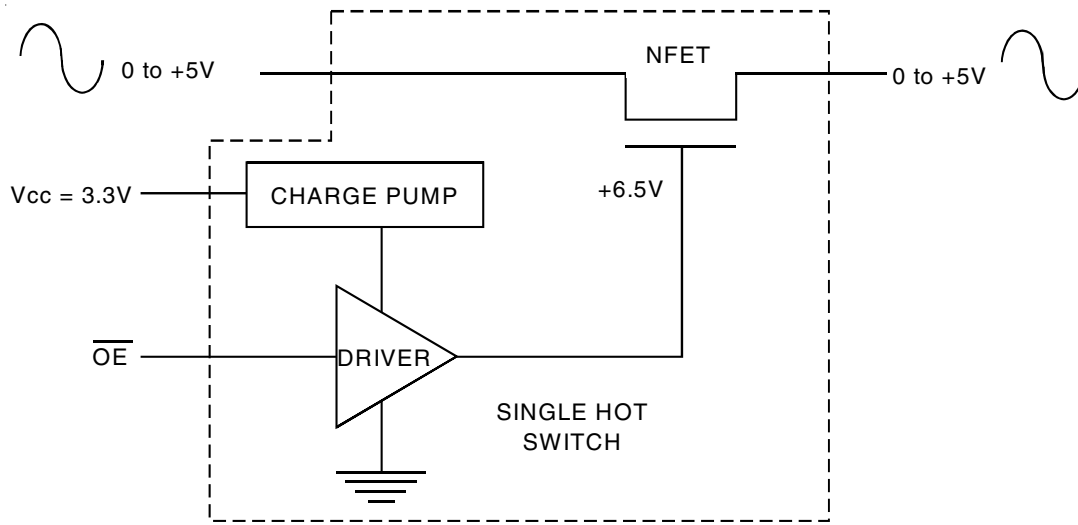 NFET
0 to +5V
0 to +5V
Vcc = 3.3V
CHARGE PUMP
+6.5V
OE
DRIVER
SINGLE HOT
SWITCH